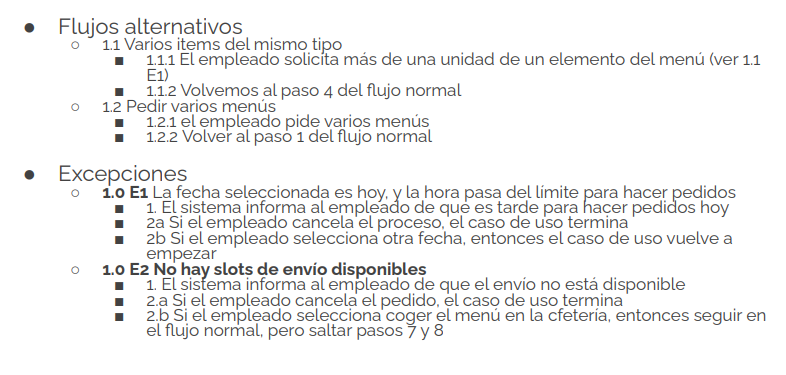 ● Flujos alternativos
○ 1.1 Varios items del mismo tipo
■ 1.1.1 El empleado solicita más de una unidad de un elemento del menú (ver 1.1
E1)
■ 1.1.2 Volvemos al paso 4 del flujo normal
○ 1.2 Pedir varios menús
■ 1.2.1 el empleado pide varios menús
■ 1.2.2 Volver al paso 1 del flujo normal
● Excepciones
○ 1.0 E1 La fecha seleccionada es hoy, y la hora pasa del límite para hacer pedidos
■ 1. El sistema informa al empleado de que es tarde para hacer pedidos hoy
■ 2a Si el empleado cancela el proceso, el caso de uso termina
■ 2b Si el empleado selecciona otra fecha, entonces el caso de uso vuelve a
empezar
○ 1.0 E2 No hay slots de envío disponibles
■ 1. El sistema informa al empleado de que el envío no está disponible
■ 2.a Si el empleado cancela el pedido, el caso de uso termina
■ 2.b Si el empleado selecciona coger el menú en la cfetería, entonces seguir en
el flujo normal, pero saltar pasos 7 y 8